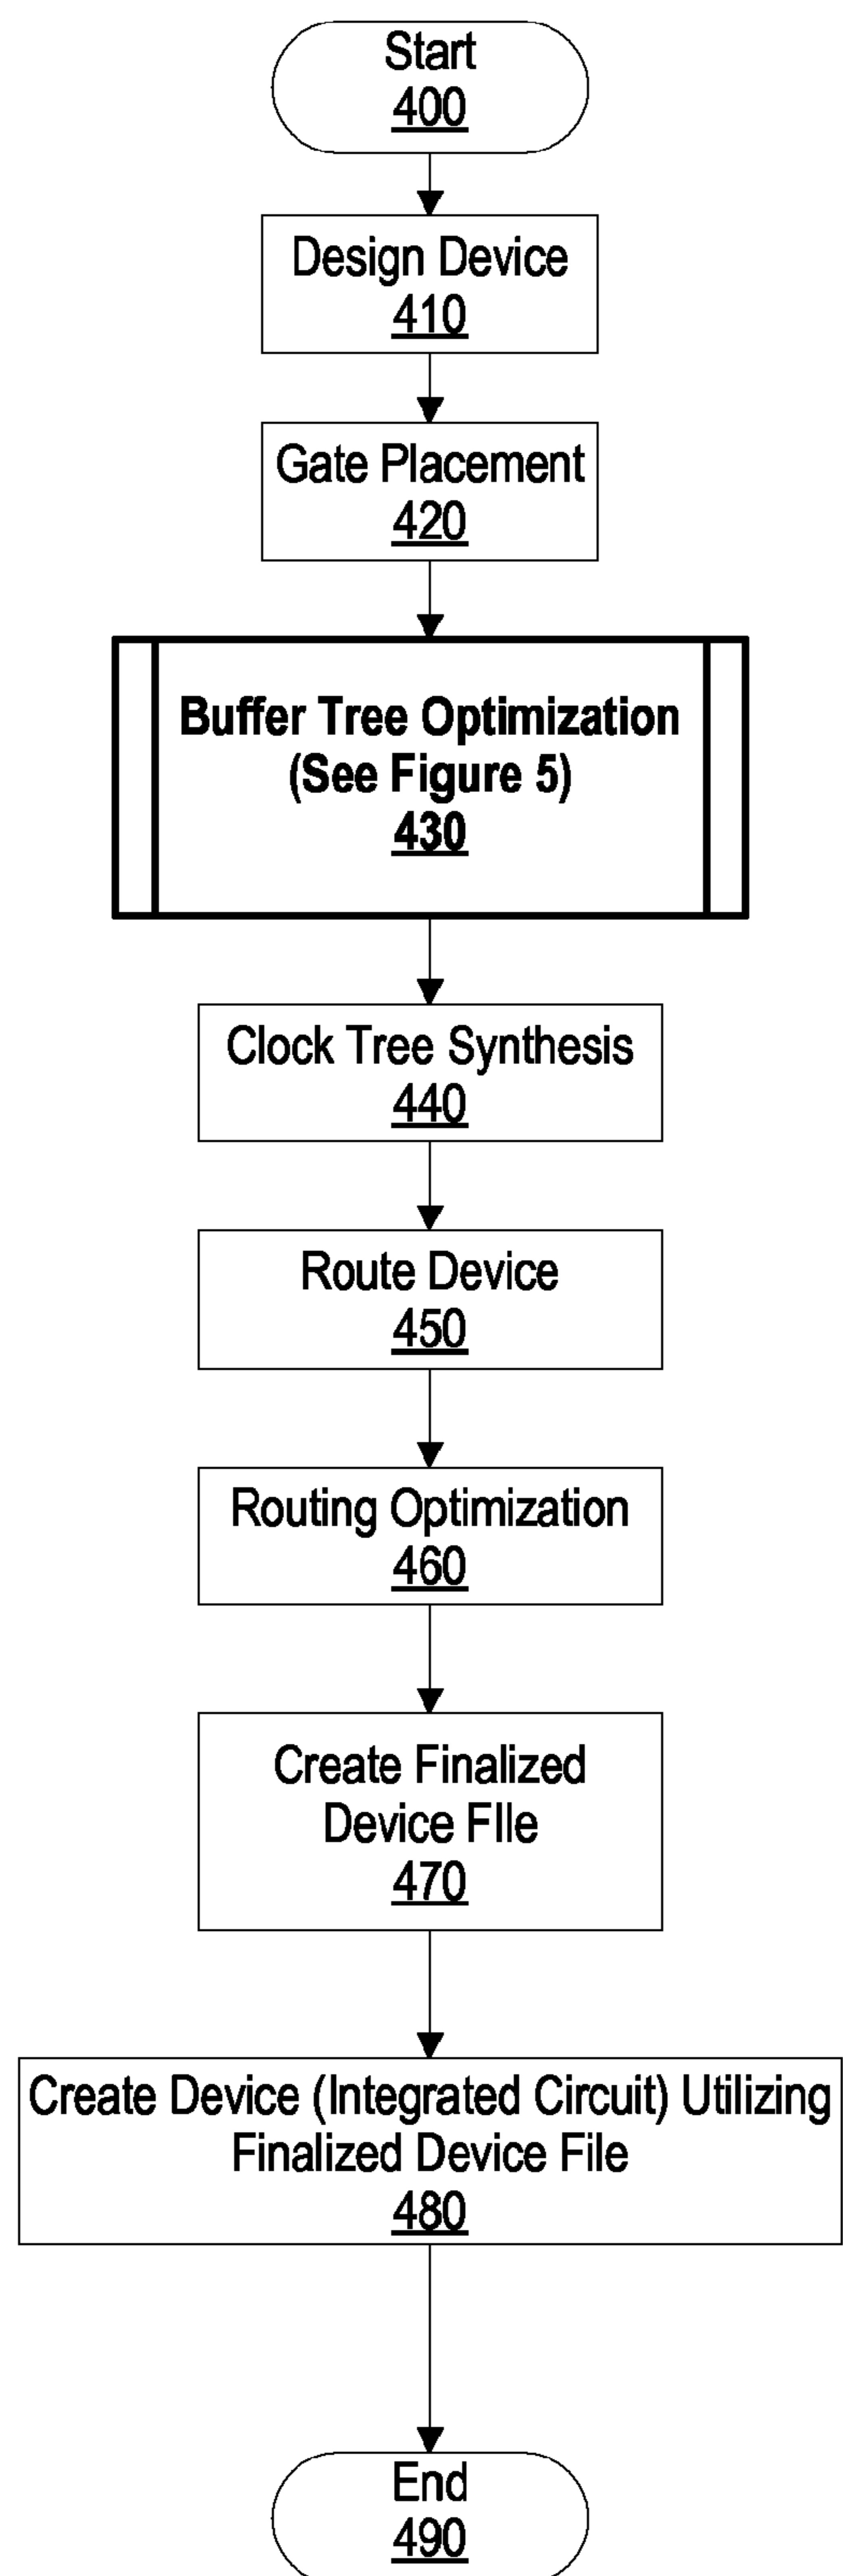 Start
400
Design Device
410
Gate Placement
420
Buffer Tree Optimization
(See Figure 5)
430
Clock Tree Synthesis
440
Route Device
450
Routing Optimization
460
Create Finalized
Device FIle
470
Create Device (Integrated Circuit) Utilizing
Finalized Device File
480
End
490